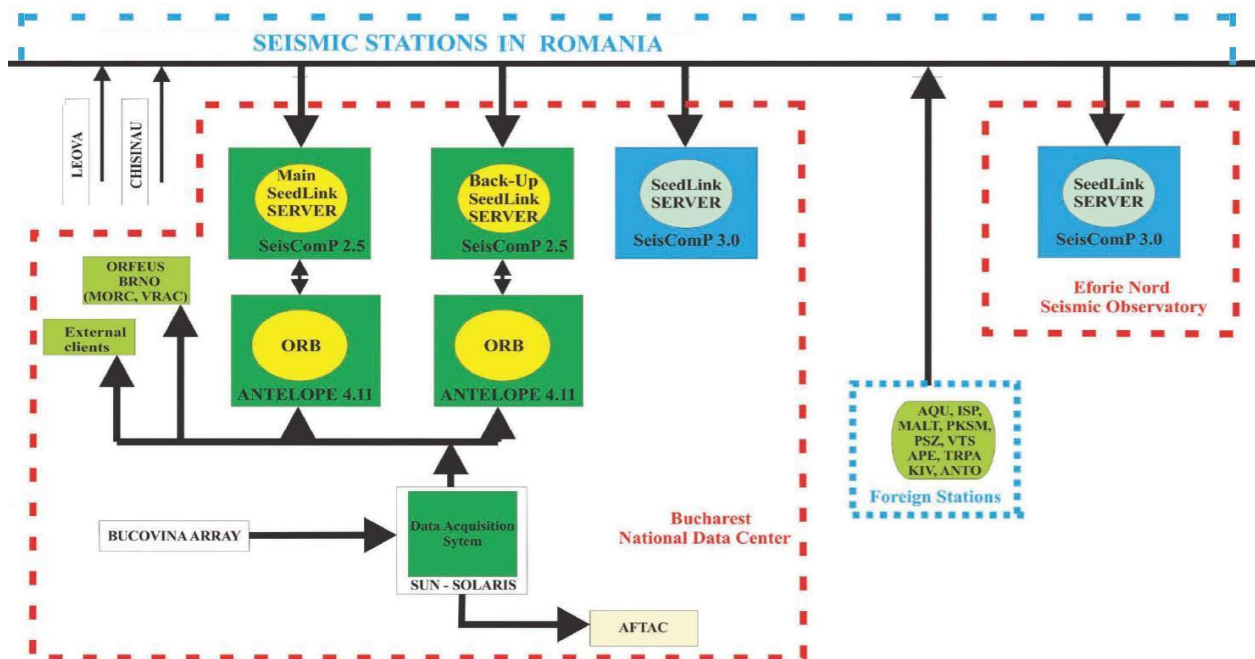 SEISMIC STATIONS IN ROMANIA
LEOVA
CHISINAU
Main
SeedLink
SERVER
SeisComP 2.5
Back-Up
SeedLink
SERVER
SeisComP 2.5
SeedLink
SERVER
SeisComP 3.0
SeedLink
SERVER
SeisComP 3.0
Eforie Nord
Seismic Observatory
ORFEUS
BRNO
(MORC, VRAC)
External
clients
ORB
ANTELOPE 4.11
ORB
ANTELOPE 4.11
AQU, ISP,
MALT, PKSM,
PSZ, VTS
APE, TRPA
KIV, ANTO
Foreign Stations
BUCOVINA ARRAY
Data Acquisition
Sytem
SUN - SOLARIS
Bucharest
National Data Center
AFTAC